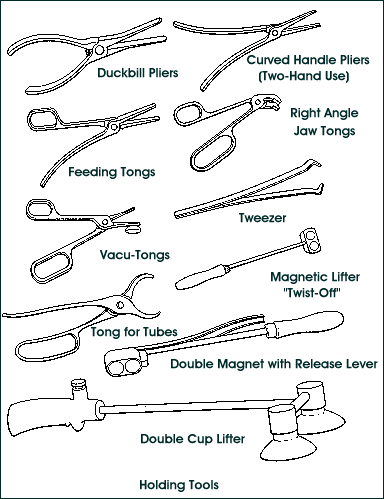 Duckbill Pliers
Curved Handle Pliers
(Two-Hand Use)
Feeding Tongs
Right Angle
Jaw Tongs
Tweezer
Vacu-Tongs
Magnetic Lifter
"Twist-Off"
Tong for Tubes
Double Magnet with Release Lever
Double Cup Lifter
Holding Tools